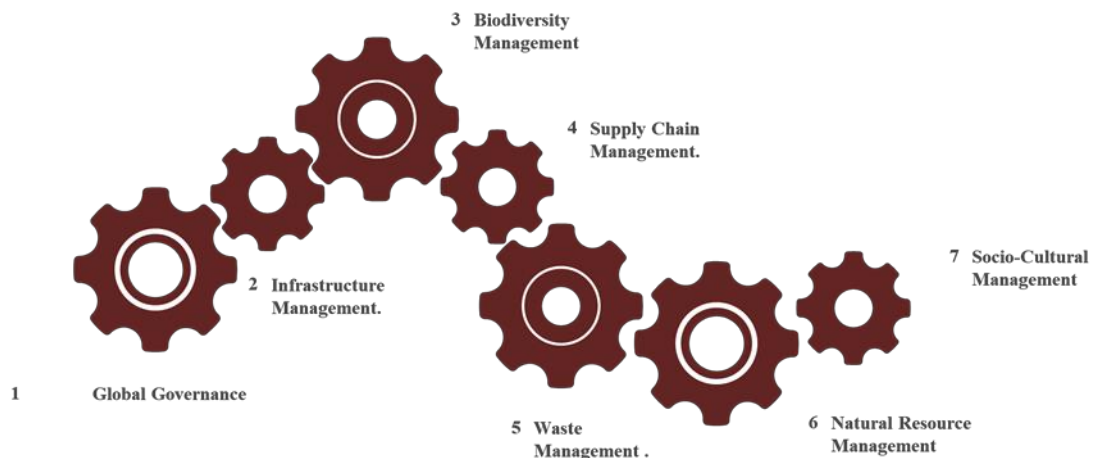 3 Biodiversity
Management
4 Supply Chain
Management.
7 Socio-Cultural
Management
2 Infrastructure
Management.
1 Global Governance
6 Natural Resource
Management
5 Waste
Management .